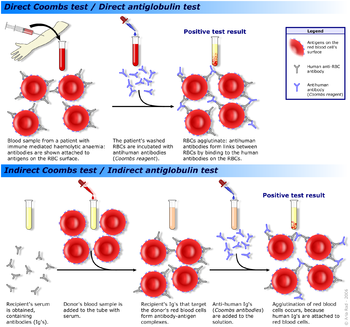 Direct Coombs test / Direct antiglobulin test
Positive test result
Legend
Antigens on the
red blood cell's
surface
Human anti-RBC
antibody
Antihuman
antibody
(Coombs reagent)
Blood sample from a patient with
immune mediated haemolytic anaemia:
antibodies are shown attached to
antigens on the RBC surface.
The patient's washed
RBCs are incubated with
antihuman antibodies
(Coombs reagent).
RBCs agglutinate: antihuman
antibodies form links between
RBCs by binding to the human
antibodies on the RBCs.
Indirect Coombs test / Indirect antiglobulin test
Positive test result
Recipient's serum
is obtained,
containing
antibodies (Ig's).
Donor's blood sample is
added to the tube with
serum.
Recipient's Ig's that target
the donor's red blood cells
form antibody-antigen
complexes.
Anti-human Ig's
(Coombs antibodies)
are added to the
solution.
Agglutination of red blood
cells occurs, because
human Ig's are attached to
red blood cells.